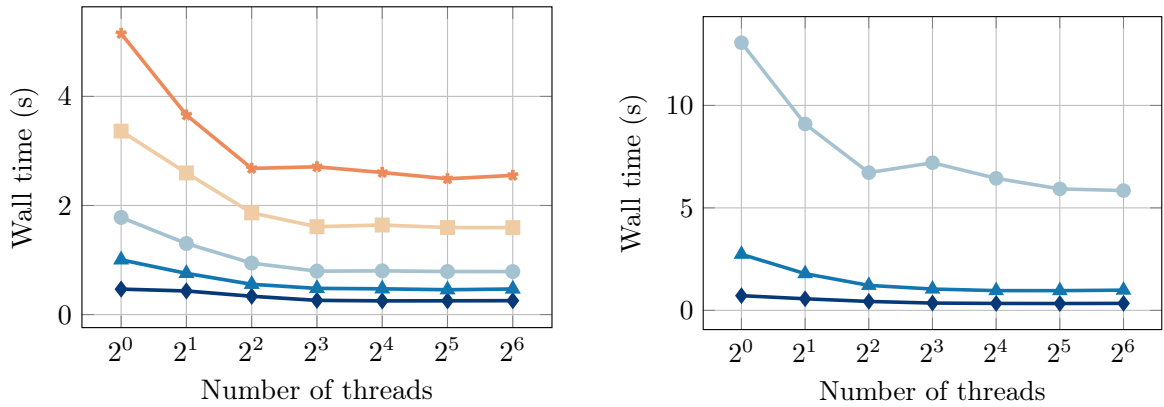 Wall time (s)
4
2
0
2^0 2^1 2^2 2^3 2^4 2^5 2^6
Number of threads
Wall time (s)
10
5
0
2^0 2^1 2^2 2^3 2^4 2^5 2^6
Number of threads